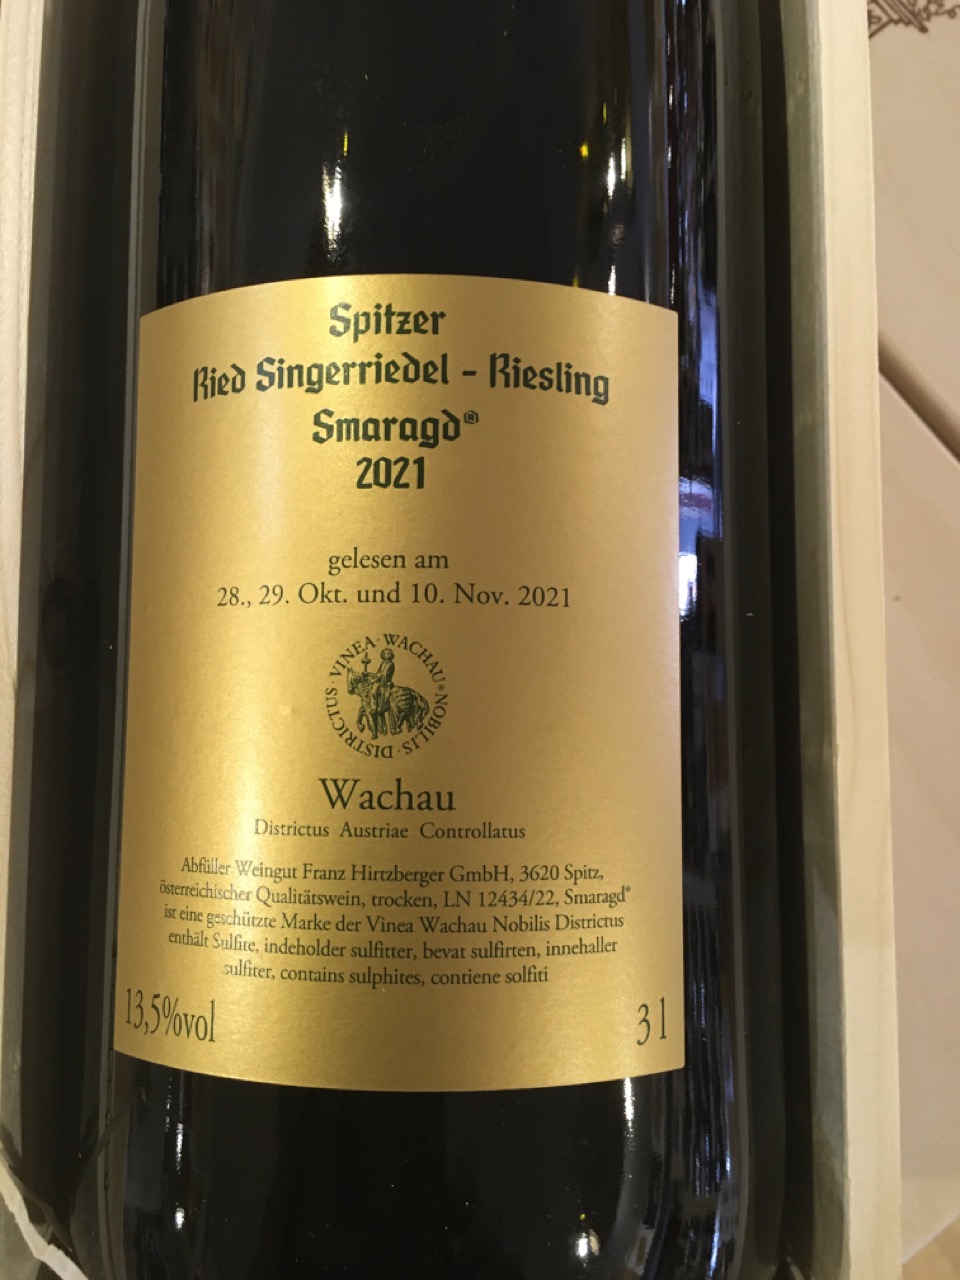 Spitzer
Ried Singerriedel - Riesling
Smaragd®
2021
gelesen am
28., 29. Okt. und 10. Nov. 2021
VINEA · WACHAU · NOBILIS · DISTRICTUS ·
Wachau
Districtus Austriae Controllatus
Abfüller Weingut Franz Hirtzberger GmbH, 3620 Spitz,
österreichischer Qualitätswein, trocken, LN 12434/22, Smaragd®
ist eine geschützte Marke der Vinea Wachau Nobilis Districtus
enthält Sulfite, indeholder sulfitter, bevat sulfirten, innehaller
sulfiter, contains sulphites, contiene solfiti
13,5%vol
3 l